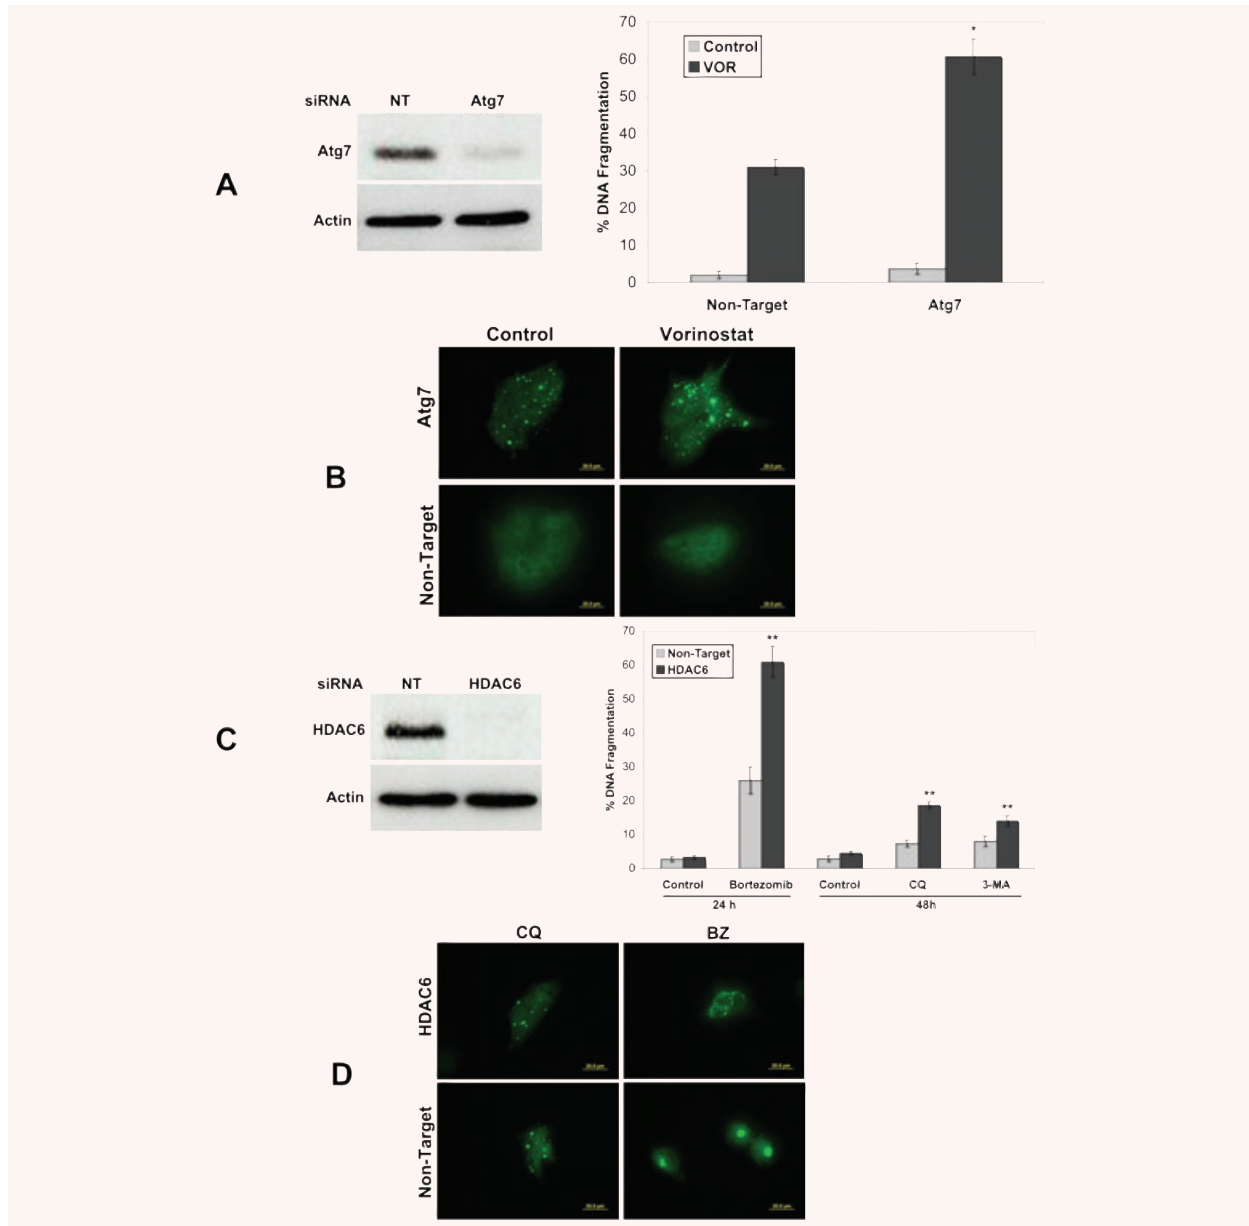 A
siRNA NT Atg7
Atg7
Actin
% DNA Fragmentation
70
60
50
40
30
20
10
0
Control
VOR
*
Non-Target Atg7
B
Control Vorinostat
Atg7
Non-Target
C
siRNA NT HDAC6
HDAC6
Actin
% DNA Fragmentation
70
60
50
40
30
20
10
0
Non-Target
HDAC6
**
**
**
Control Bortezomib Control CQ 3-MA
24 h 48h
D
CQ BZ
HDAC6
Non-Target